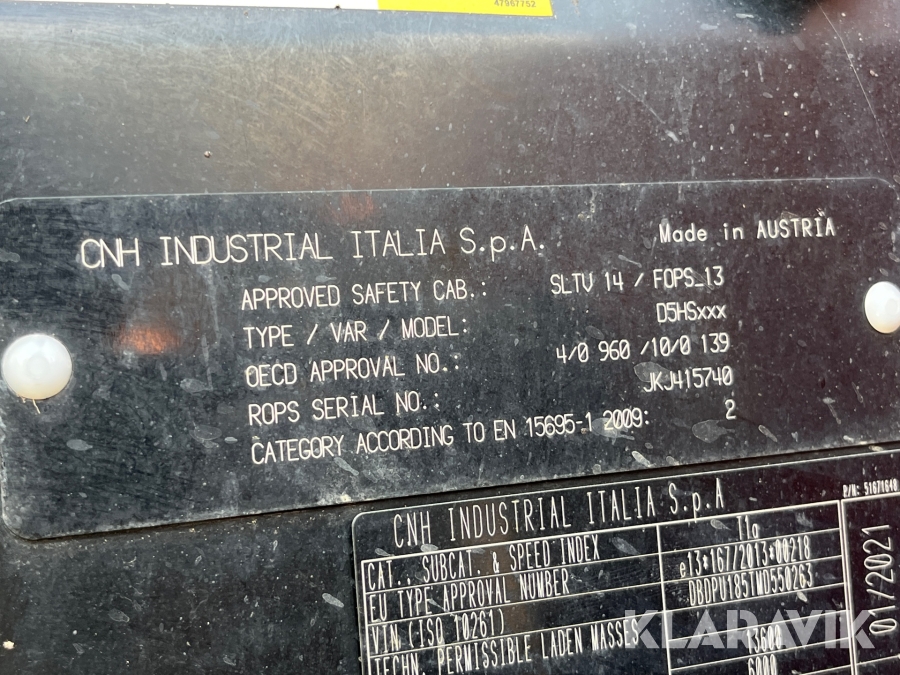 47967752
CNH INDUSTRIAL ITALIA S.p.A. Made in AUSTRIA
APPROVED SAFETY CAB.: SLTV 14 / FOPS_13
TYPE / VAR / MODEL: D5HSxxx
OECD APPROVAL NO.: 4/0 960 /10/0 139
ROPS SERIAL NO.: JKJ415740
CATEGORY ACCORDING TO EN 15695-1 2009: 2
CNH INDUSTRIAL ITALIA S.p.A P/N: 51671640
CAT., SUBCAT. & SPEED INDEX T1a
EU TYPE APPROVAL NUMBER e13*167/2013*00218
VIN (ISO 10261) DBDPU185TMD550263
TECHN. PERMISSIBLE LADEN MASSES 13600
6000
01/2021
KLARAVIK